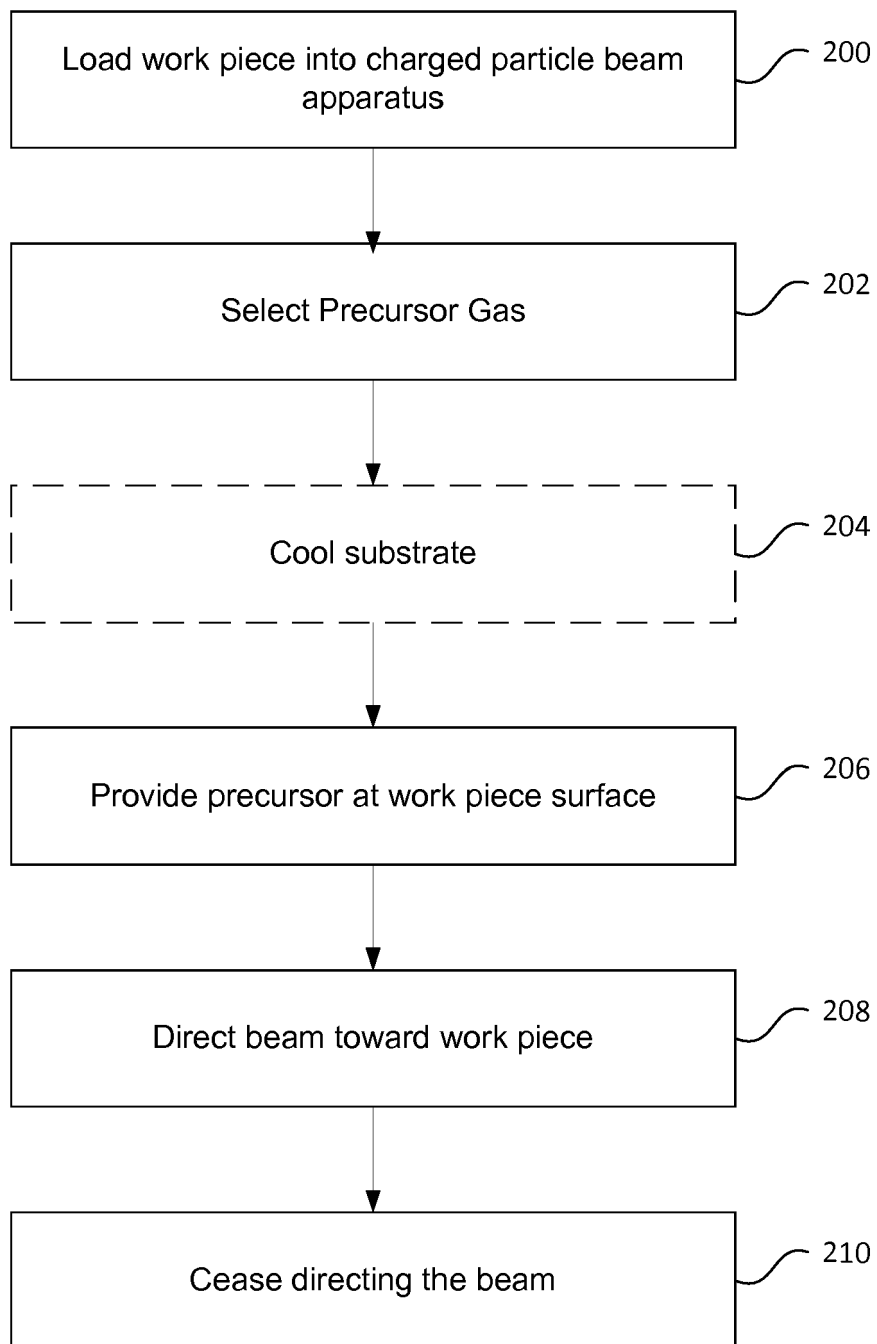 Load work piece into charged particle beam
apparatus
200
Select Precursor Gas
202
Cool substrate
204
Provide precursor at work piece surface
206
Direct beam toward work piece
208
Cease directing the beam
210